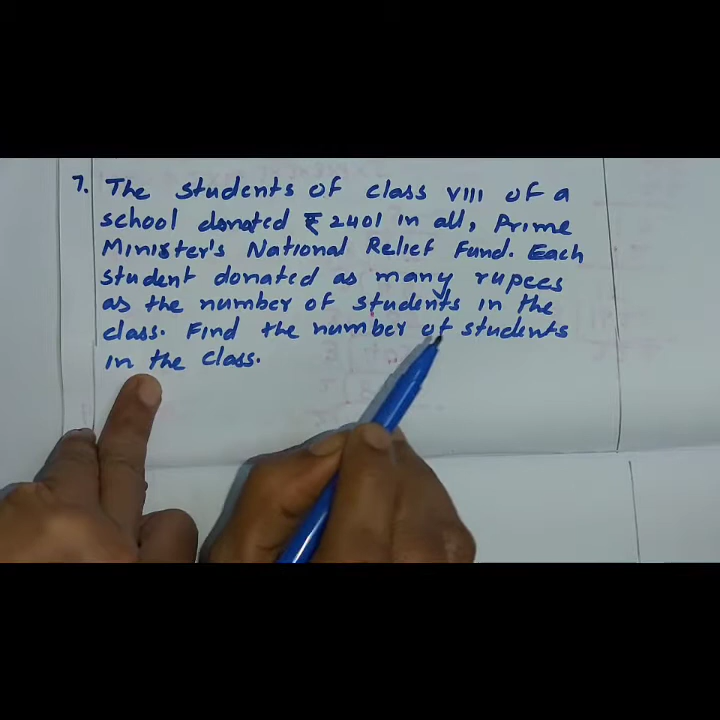 7. The students of class VIII of a
school donated ₹ 2401 in all, Prime
Minister's National Relief Fund. Each
student donated as many rupees
as the number of students in the
class. Find the number of students
in the class.